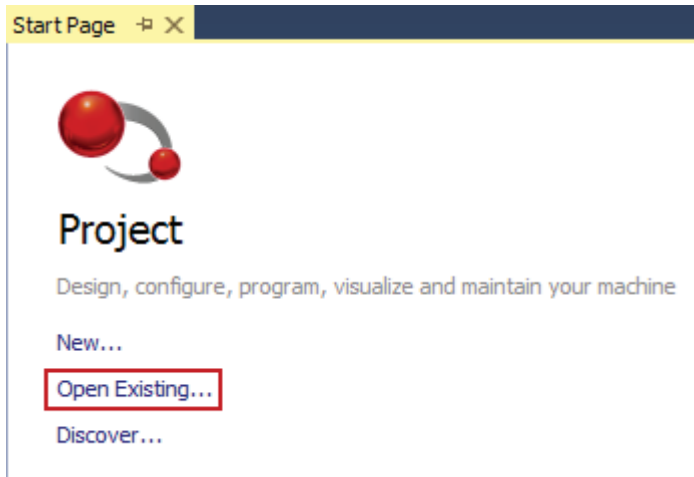 Start Page
Project
Design, configure, program, visualize and maintain your machine
New...
Open Existing...
Discover...